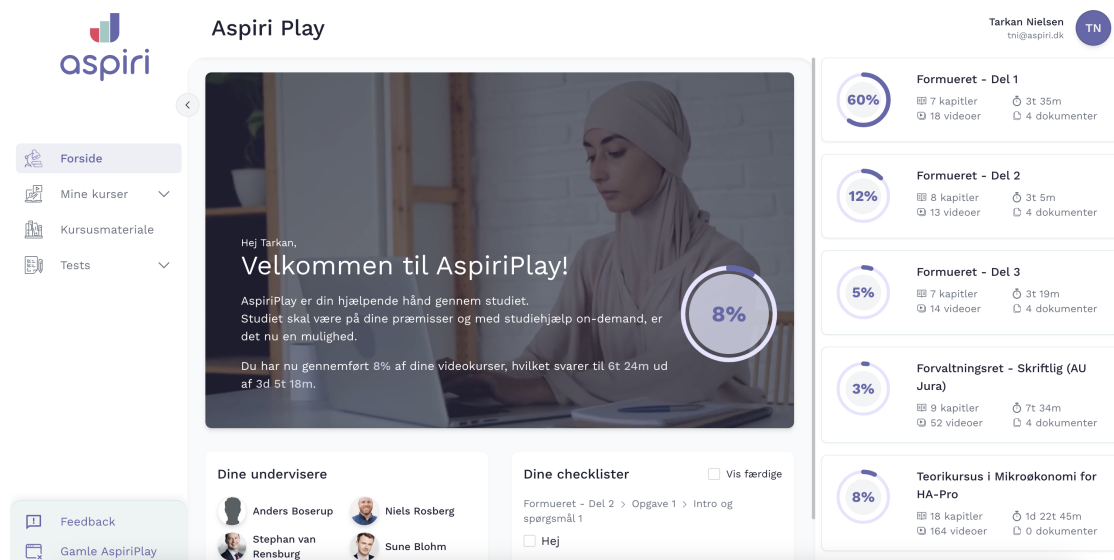 aspiri
Aspiri Play
Tarkan Nielsen
tni@aspiri.dk
TN
Forside
Mine kurser
Kursusmateriale
Tests
Feedback
Gamle AspiriPlay
Hej Tarkan,
Velkommen til AspiriPlay!
AspiriPlay er din hjælpende hånd gennem studiet.
Studiet skal være på dine præmisser og med studiehjælp on-demand, er
det nu en mulighed.
Du har nu gennemført 8% af dine videokurser, hvilket svarer til 6t 24m ud
af 3d 5t 18m.
8%
Dine undervisere
Anders Boserup
Niels Rosberg
Stephan van
Rensburg
Sune Blohm
Dine checklister
Vis færdige
Formueret - Del 2 > Opgave 1 > Intro og
spørgsmål 1
Hej
60%
Formueret - Del 1
7 kapitler
3t 35m
18 videoer
4 dokumenter
12%
Formueret - Del 2
8 kapitler
3t 5m
13 videoer
4 dokumenter
5%
Formueret - Del 3
7 kapitler
3t 19m
14 videoer
4 dokumenter
3%
Forvaltningsret - Skriftlig (AU
Jura)
9 kapitler
7t 34m
52 videoer
4 dokumenter
8%
Teorikursus i Mikroøkonomi for
HA-Pro
18 kapitler
1d 22t 45m
164 videoer
0 dokumenter